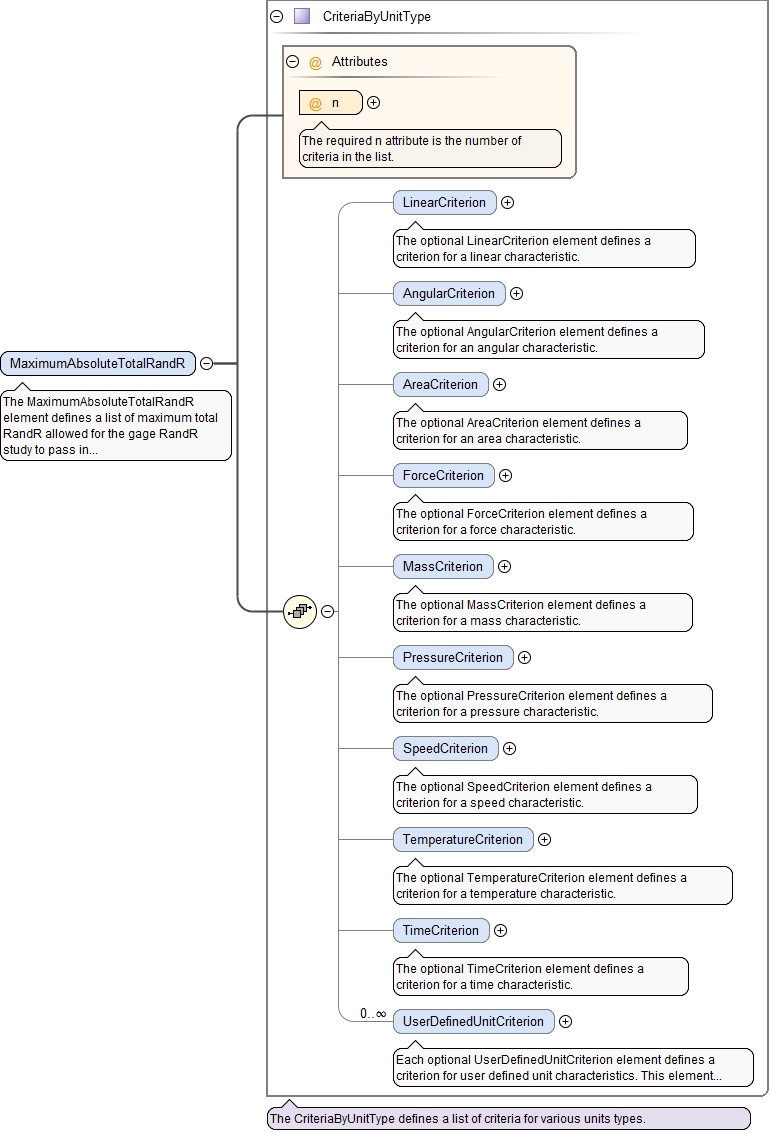 CriteriaByUnitType
@ Attributes
@ n
The required n attribute is the number of
criteria in the list.
LinearCriterion
The optional LinearCriterion element defines a
criterion for a linear characteristic.
AngularCriterion
The optional AngularCriterion element defines a
criterion for an angular characteristic.
MaximumAbsoluteTotalRandR
The MaximumAbsoluteTotalRandR
element defines a list of maximum total
RandR allowed for the gage RandR
study to pass in...
AreaCriterion
The optional AreaCriterion element defines a
criterion for an area characteristic.
ForceCriterion
The optional ForceCriterion element defines a
criterion for a force characteristic.
MassCriterion
The optional MassCriterion element defines a
criterion for a mass characteristic.
PressureCriterion
The optional PressureCriterion element defines a
criterion for a pressure characteristic.
SpeedCriterion
The optional SpeedCriterion element defines a
criterion for a speed characteristic.
TemperatureCriterion
The optional TemperatureCriterion element defines a
criterion for a temperature characteristic.
TimeCriterion
The optional TimeCriterion element defines a
criterion for a time characteristic.
0..∞
UserDefinedUnitCriterion
Each optional UserDefinedUnitCriterion element defines a
criterion for user defined unit characteristics. This element...
The CriteriaByUnitType defines a list of criteria for various units types.